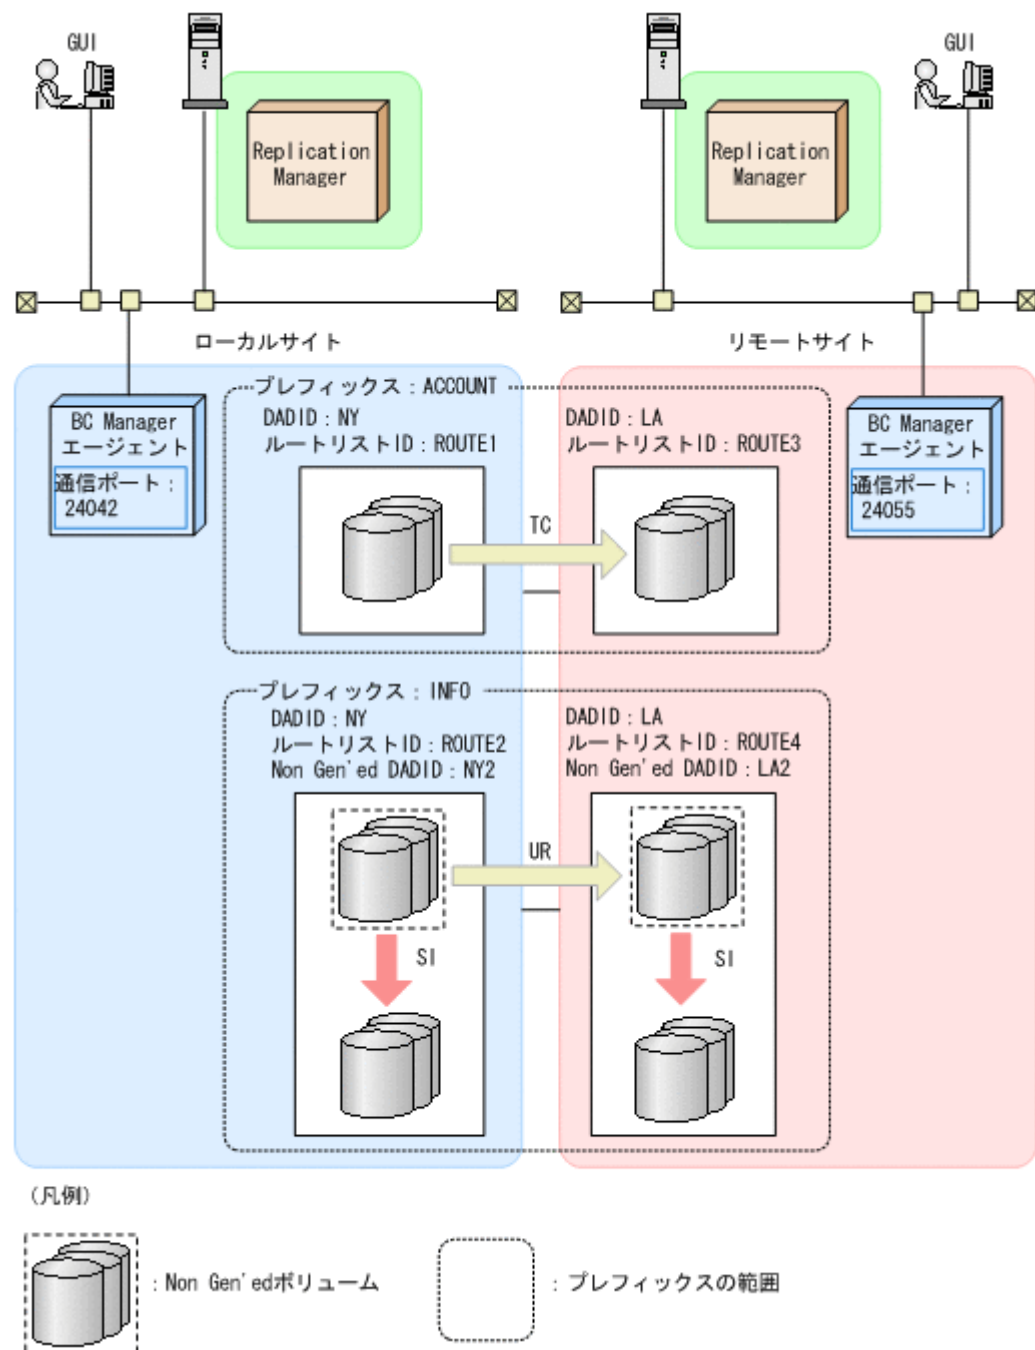 GUI
GUI
Replication
Manager
Replication
Manager
ローカルサイト
リモートサイト
BC Manager
エージェント
通信ポート：
24042
プレフィックス：ACCOUNT
DADID：NY
ルートリストID：ROUTE1
DADID：LA
ルートリストID：ROUTE3
TC
BC Manager
エージェント
通信ポート：
24055
プレフィックス：INFO
DADID：NY
ルートリストID：ROUTE2
Non Gen'ed DADID：NY2
DADID：LA
ルートリストID：ROUTE4
Non Gen'ed DADID：LA2
UR
SI
SI
（凡例）
：Non Gen'edボリューム
：プレフィックスの範囲